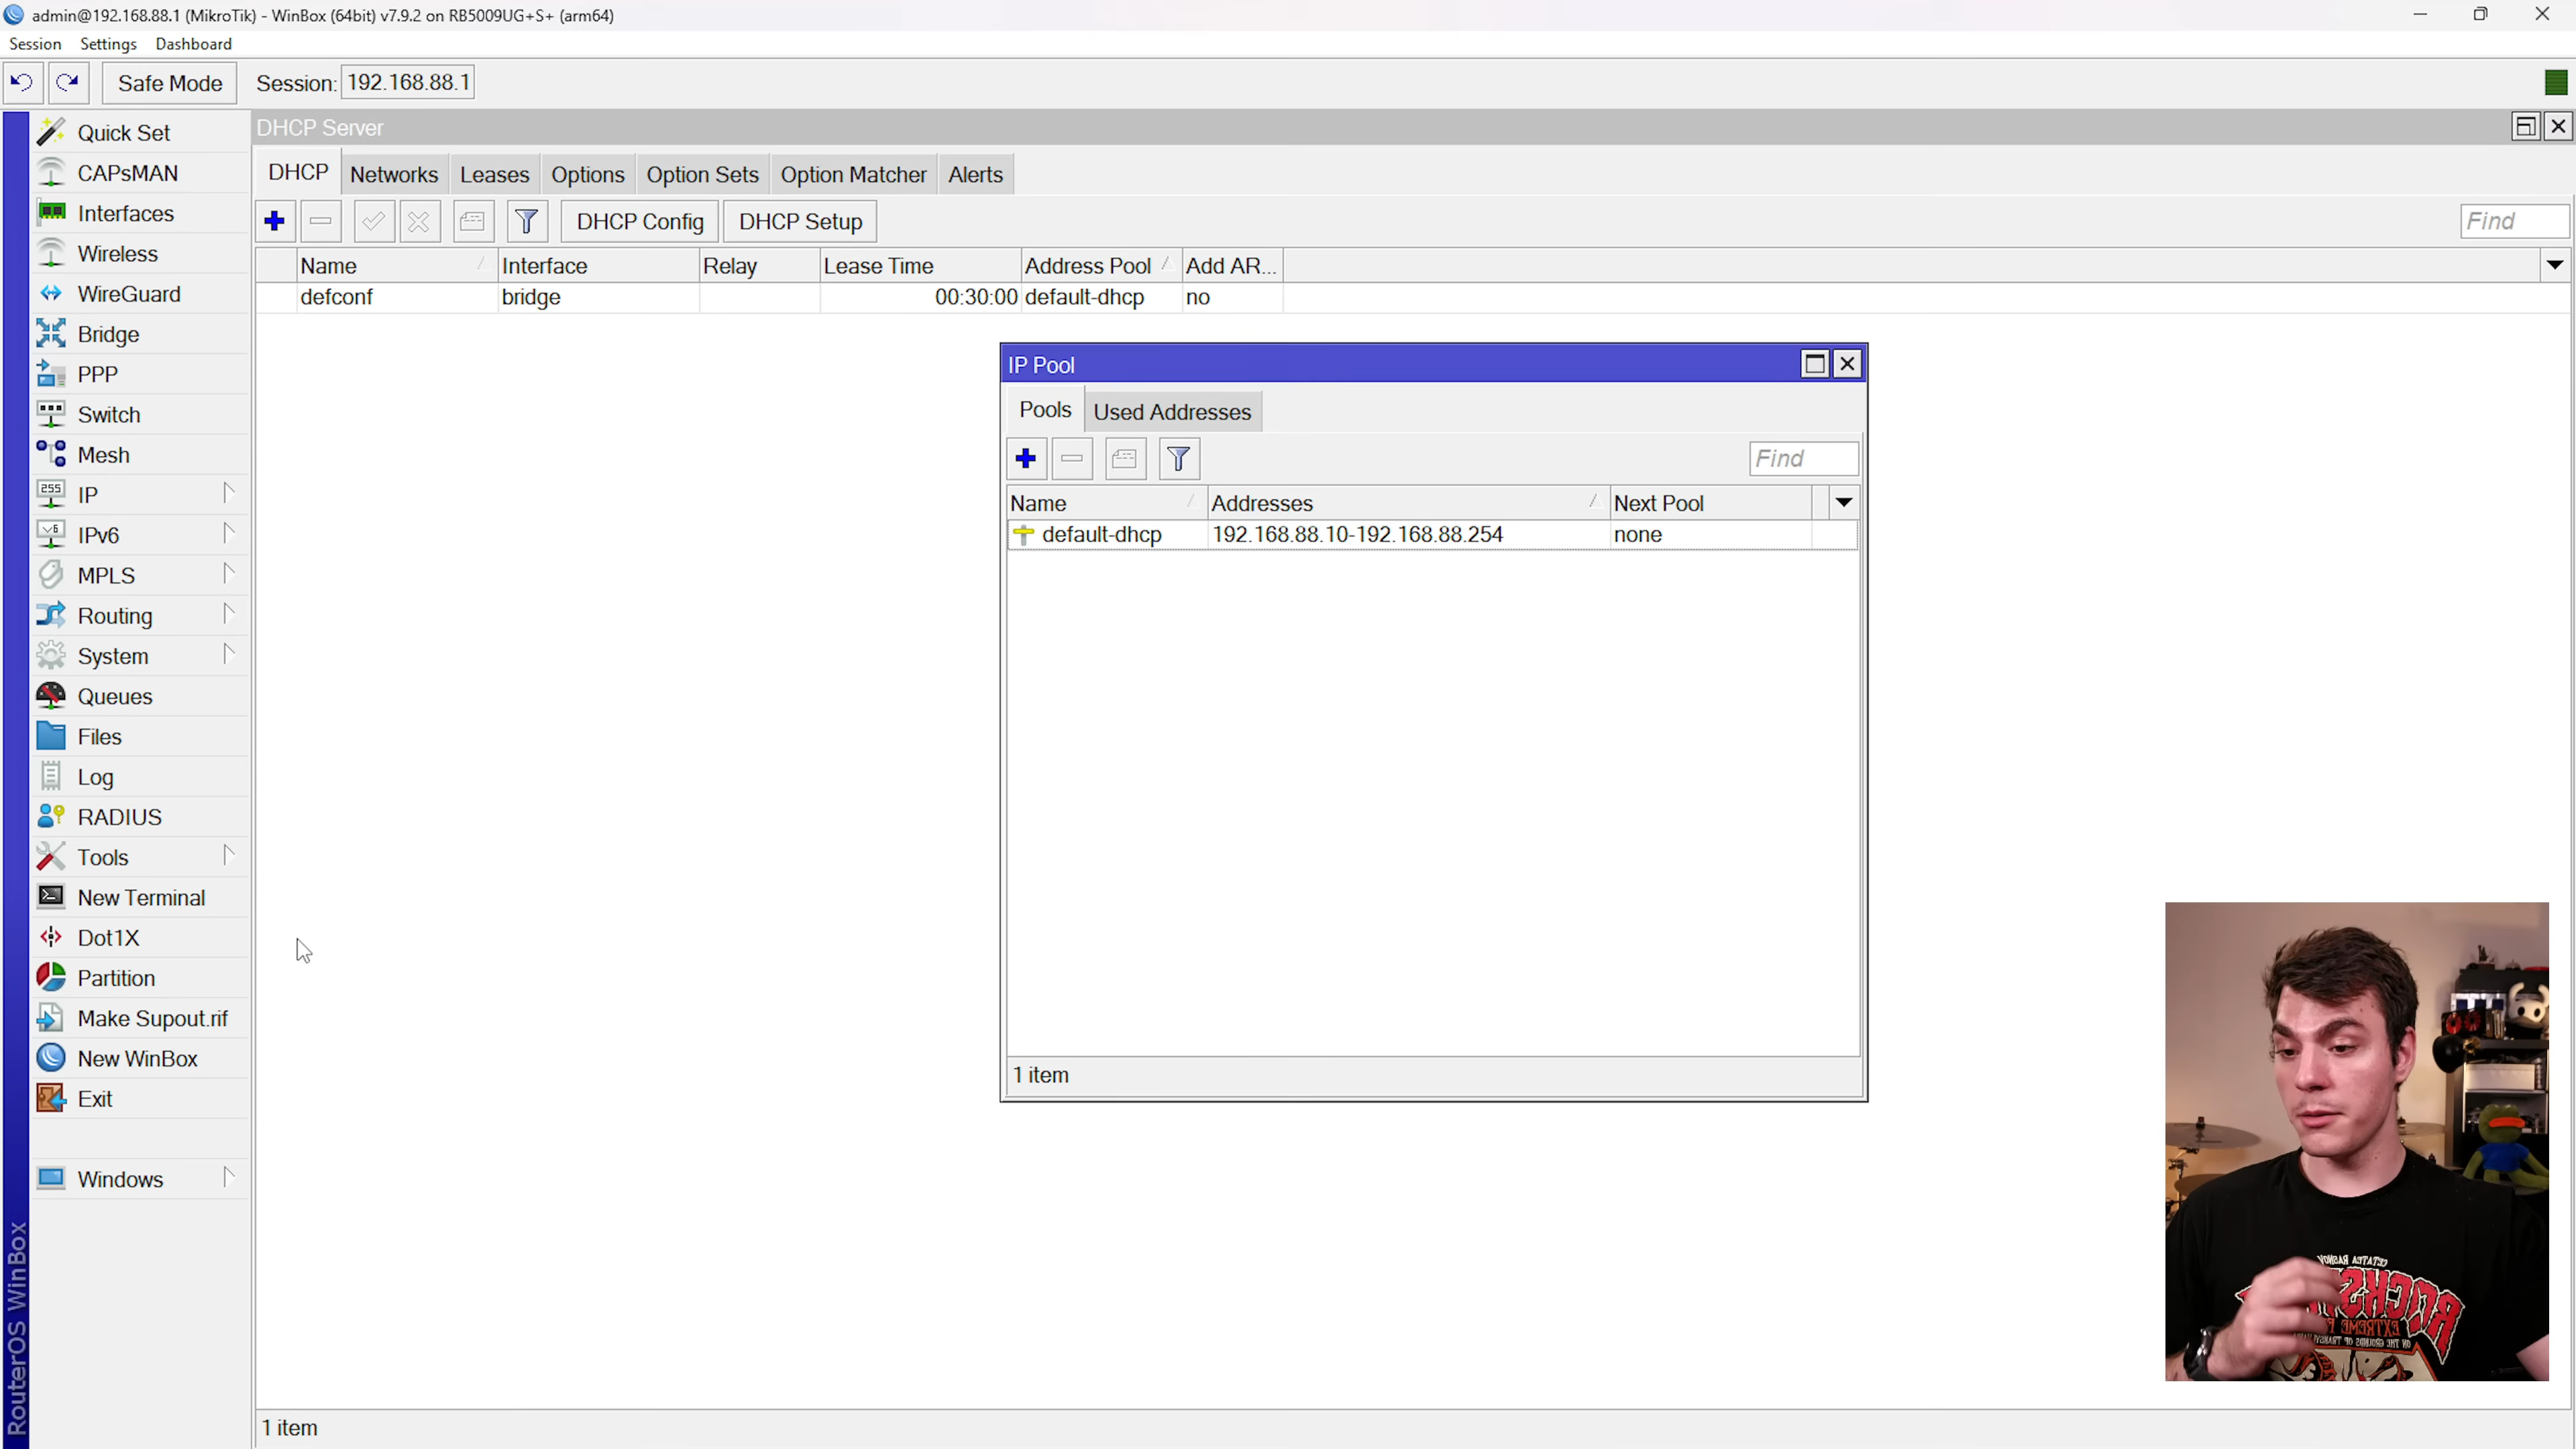 admin@192.168.88.1 (MikroTik) - WinBox (64bit) v7.9.2 on RB5009UG+S+ (arm64)
Session Settings Dashboard
Safe Mode Session: 192.168.88.1
Quick Set
CAPsMAN
Interfaces
Wireless
WireGuard
Bridge
PPP
Switch
Mesh
255 IP
v6 IPv6
MPLS
Routing
System
Queues
Files
Log
RADIUS
Tools
New Terminal
Dot1X
Partition
Make Supout.rif
New WinBox
Exit
Windows
RouterOS WinBox
DHCP Server
DHCP Networks Leases Options Option Sets Option Matcher Alerts
DHCP Config DHCP Setup Find
Name Interface Relay Lease Time Address Pool Add AR...
defconf bridge 00:30:00 default-dhcp no
IP Pool
Pools Used Addresses
Find
Name Addresses Next Pool
default-dhcp 192.168.88.10-192.168.88.254 none
1 item
1 item